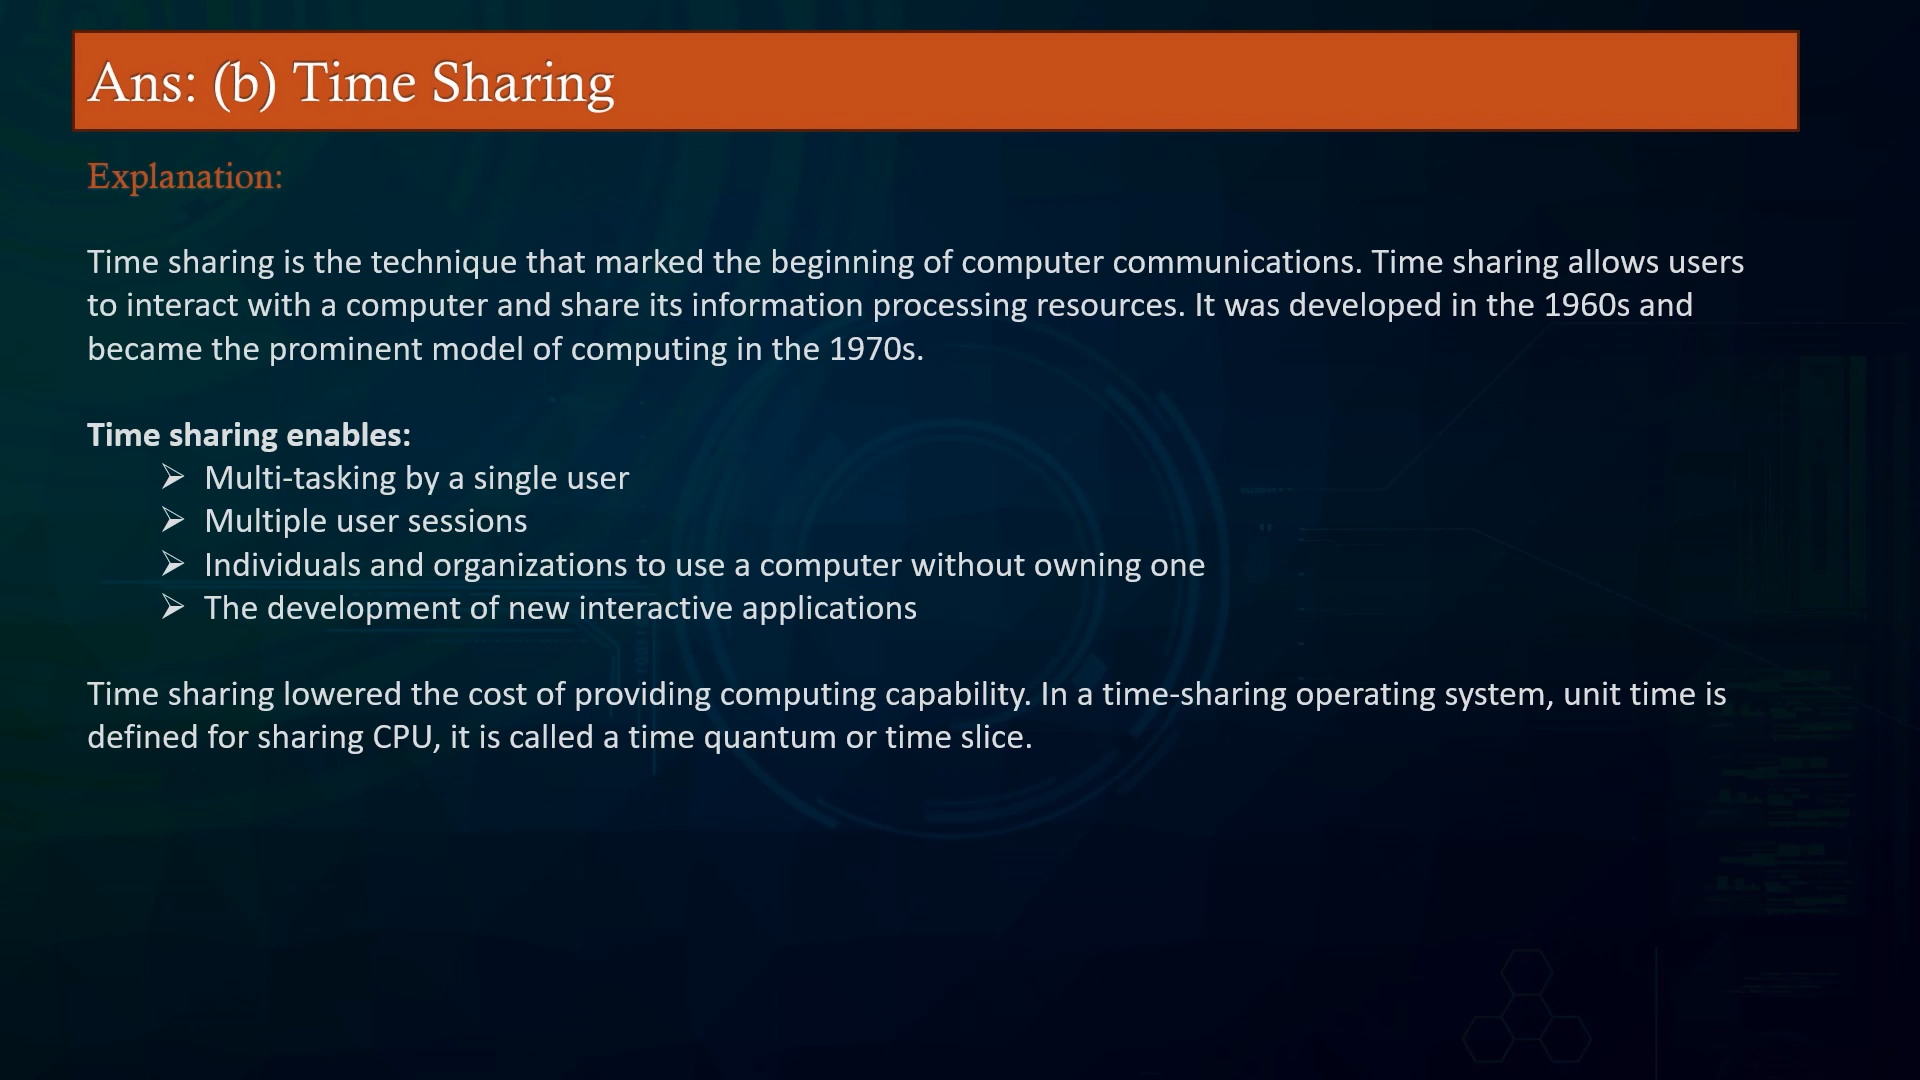 Ans: (b) Time Sharing
Explanation:
Time sharing is the technique that marked the beginning of computer communications. Time sharing allows users
to interact with a computer and share its information processing resources. It was developed in the 1960s and
became the prominent model of computing in the 1970s.
Time sharing enables:
➢ Multi-tasking by a single user
➢ Multiple user sessions
➢ Individuals and organizations to use a computer without owning one
➢ The development of new interactive applications
Time sharing lowered the cost of providing computing capability. In a time-sharing operating system, unit time is
defined for sharing CPU, it is called a time quantum or time slice.